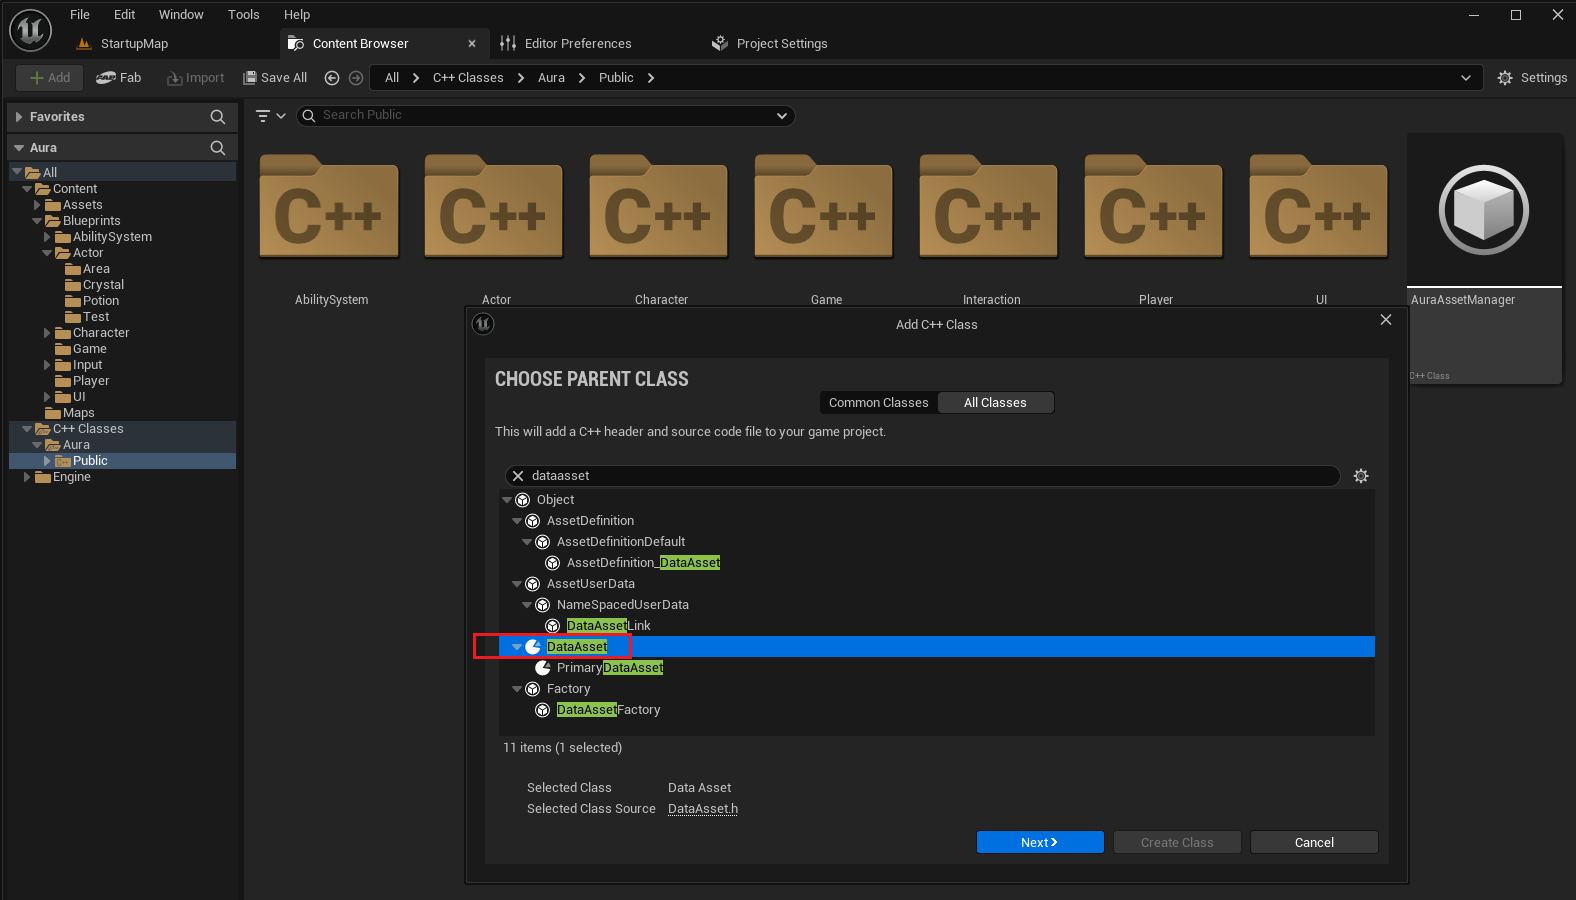 File Edit Window Tools Help
StartupMap Content Browser Editor Preferences Project Settings
Add Fab Import Save All All C++ Classes Aura Public Settings
Favorites
Search Public
Aura
All
Content
Assets
Blueprints
AbilitySystem
Actor
Area
Crystal
Potion
Test
Character
Game
Input
Player
UI
Maps
C++ Classes
Aura
Public
Engine
C++ C++ C++ C++ C++ C++ C++
AbilitySystem Actor Character Game Interaction Player UI AuraAssetManager
C++ Class
Add C++ Class
CHOOSE PARENT CLASS
Common Classes All Classes
This will add a C++ header and source code file to your game project.
dataasset
Object
AssetDefinition
AssetDefinitionDefault
AssetDefinition_DataAsset
AssetUserData
NameSpacedUserData
DataAssetLink
DataAsset
PrimaryDataAsset
Factory
DataAssetFactory
11 items (1 selected)
Selected Class Data Asset
Selected Class Source DataAsset.h
Next Create Class Cancel